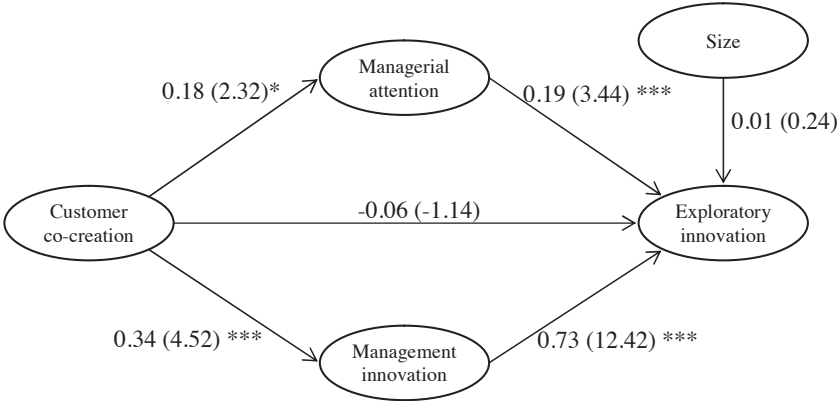 Size
Managerial
attention
0.18 (2.32)*
0.19 (3.44) ***
0.01 (0.24)
Customer
co-creation
-0.06 (-1.14)
Exploratory
innovation
0.34 (4.52) ***
0.73 (12.42) ***
Management
innovation